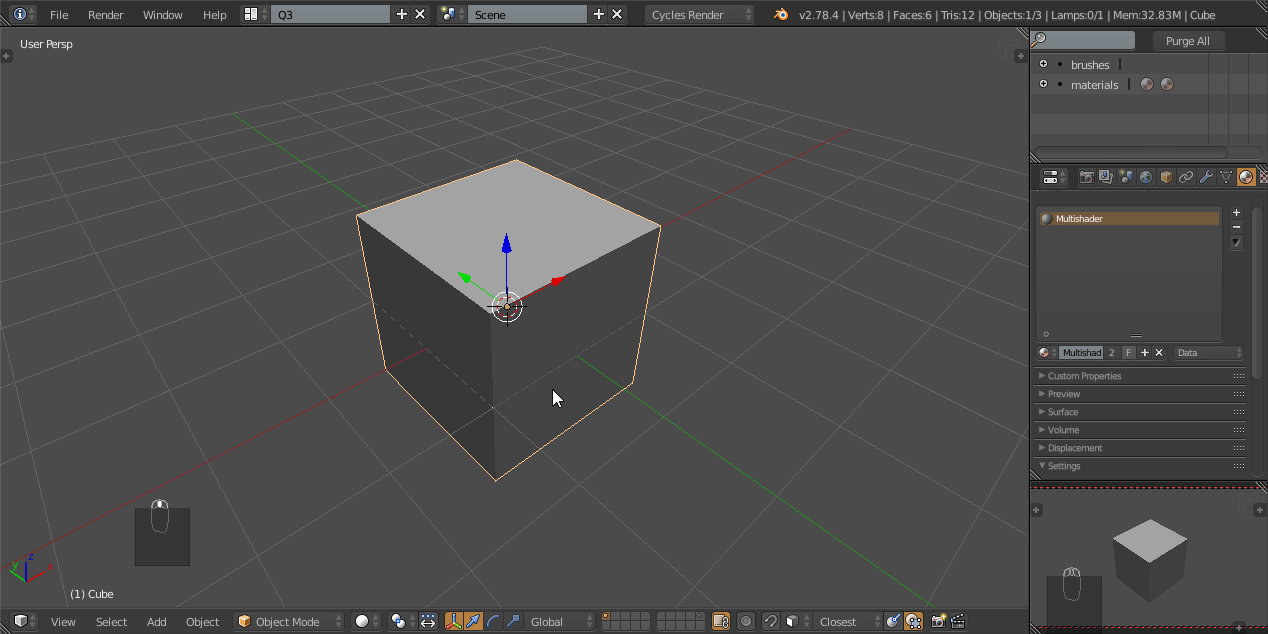 File Render Window Help Q3 Scene Cycles Render v2.78.4 | Verts:8 | Faces:6 | Tris:12 | Objects:1/3 | Lamps:0/1 | Mem:32.83M | Cube
User Persp
Purge All
brushes
materials
Multishader
Multishad 2 F Data
Custom Properties
Preview
Surface
Volume
Displacement
Settings
z
y
x
(1) Cube
View Select Add Object Object Mode Global Closest